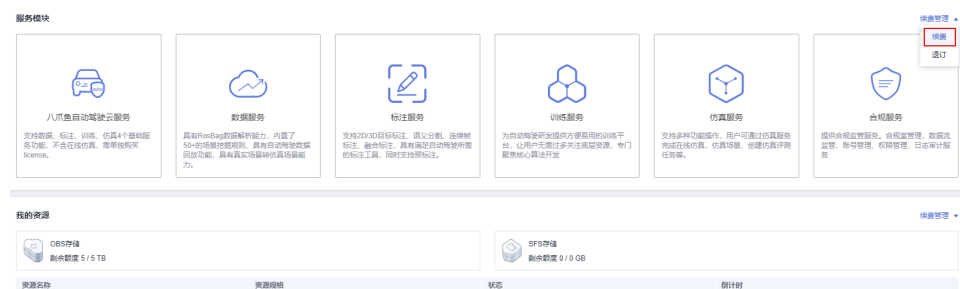 服务模块
续费管理
续费
退订
八爪鱼自动驾驶云服务
支持数据、标注、训练、仿真4个基础服
务功能，不含在线仿真，需单独购买
license。
数据服务
具有RosBag数据解析能力，内置了
50+的场景挖掘规则，具有自动驾驶数据
回放功能，具有真实场景转仿真场景能
力。
标注服务
支持2D/3D目标标注、语义分割、连续帧
标注、融合标注，具有满足自动驾驶所需
的标注工具，同时支持预标注。
训练服务
为自动驾驶研发提供方便易用的训练平
台，让用户无需过多关注底层资源，专门
聚焦核心算法开发
仿真服务
支持多种功能操作，用户可通过仿真服务
完成在线仿真、仿真场景、创建仿真评测
任务等。
合规服务
提供合规监管服务。合规室管理、数据流
监管、账号管理、权限管理、日志审计服
务
我的资源
续费管理
OBS存储
剩余额度 5 / 5 TB
SFS存储
剩余额度 0 / 0 GB
资源名称 资源规格 状态 倒计时